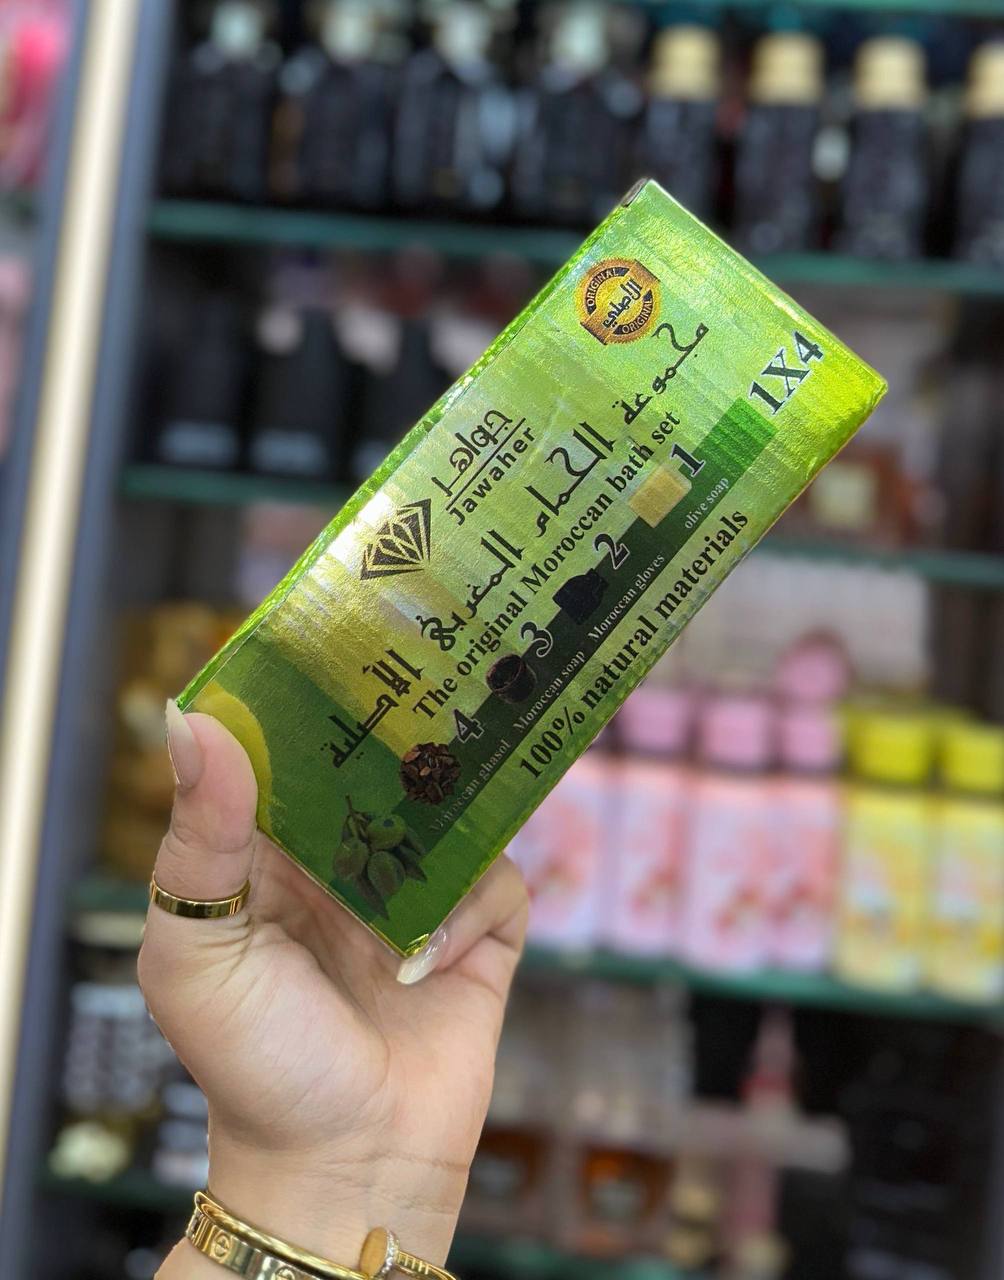 ORIGINAL
الاصلي
ORIGINAL
جواهر
Jawaher
مجموعة الحمام المغربي الأصلية
The original Moroccan bath set
1X4
1
olive soap
2
Moroccan gloves
3
Moroccan soap
4
Moroccan ghasol
100% natural materials